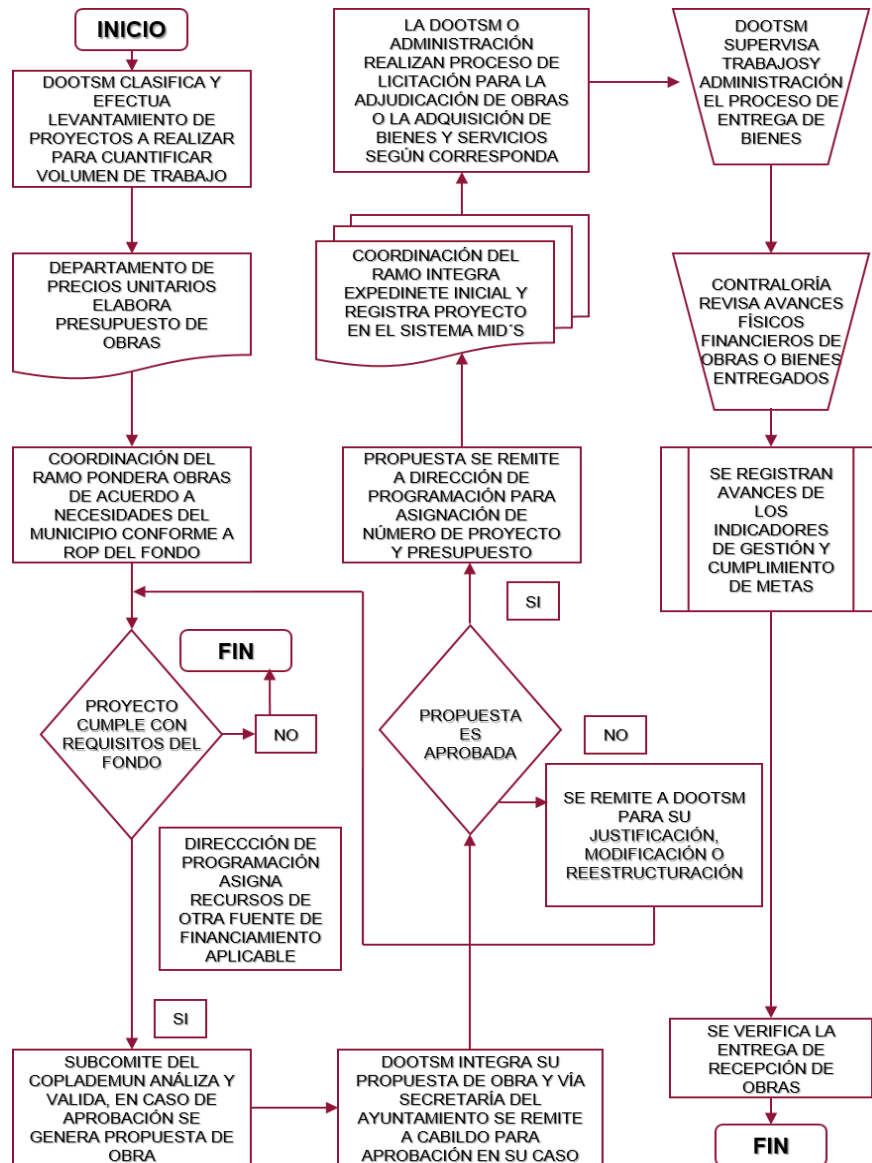 INICIO
DOOTSM CLASIFICA Y
EFECTUA
LEVANTAMIENTO DE
PROYECTOS A REALIZAR
PARA CUANTIFICAR
VOLUMEN DE TRABAJO
DEPARTAMENTO DE
PRECIOS UNITARIOS
ELABORA
PRESUPUESTO DE
OBRAS
COORDINACIÓN DEL
RAMO PONDERA OBRAS
DE ACUERDO A
NECESIDADES DEL
MUNICIPIO CONFORME A
ROP DEL FONDO
PROYECTO
CUMPLE CON
REQUISITOS DEL
FONDO
NO
FIN
DIRECCCIÓN DE
PROGRAMACIÓN
ASIGNA
RECURSOS DE
OTRA FUENTE DE
FINANCIAMIENTO
APLICABLE
SI
SUBCOMITE DEL
COPLADEMUN ANÁLIZA Y
VALIDA, EN CASO DE
APROBACIÓN SE
GENERA PROPUESTA DE
OBRA
DOOTSM INTEGRA SU
PROPUESTA DE OBRA Y VÍA
SECRETARÍA DEL
AYUNTAMIENTO SE REMITE
A CABILDO PARA
APROBACIÓN EN SU CASO
PROPUESTA
ES
APROBADA
NO
SE REMITE A DOOTSM
PARA SU
JUSTIFICACIÓN,
MODIFICACIÓN O
REESTRUCTURACIÓN
SI
PROPUESTA SE REMITE
A DIRECCIÓN DE
PROGRAMACIÓN PARA
ASIGNACIÓN DE
NÚMERO DE PROYECTO
Y PRESUPUESTO
COORDINACIÓN DEL
RAMO INTEGRA
EXPEDINETE INICIAL Y
REGISTRA PROYECTO
EN EL SISTEMA MID´S
LA DOOTSM O
ADMINISTRACIÓN
REALIZAN PROCESO DE
LICITACIÓN PARA LA
ADJUDICACIÓN DE OBRAS
O LA ADQUISICIÓN DE
BIENES Y SERVICIOS
SEGÚN CORRESPONDA
DOOTSM
SUPERVISA
TRABAJOSY
ADMINISTRACIÓN
EL PROCESO DE
ENTREGA DE
BIENES
CONTRALORÍA
REVISA AVANCES
FÍSICOS
FINANCIEROS DE
OBRAS O BIENES
ENTREGADOS
SE REGISTRAN
AVANCES DE
LOS
INDICADORES
DE GESTIÓN Y
CUMPLIMIENTO
DE METAS
SE VERIFICA LA
ENTREGA DE
RECEPCIÓN DE
OBRAS
FIN